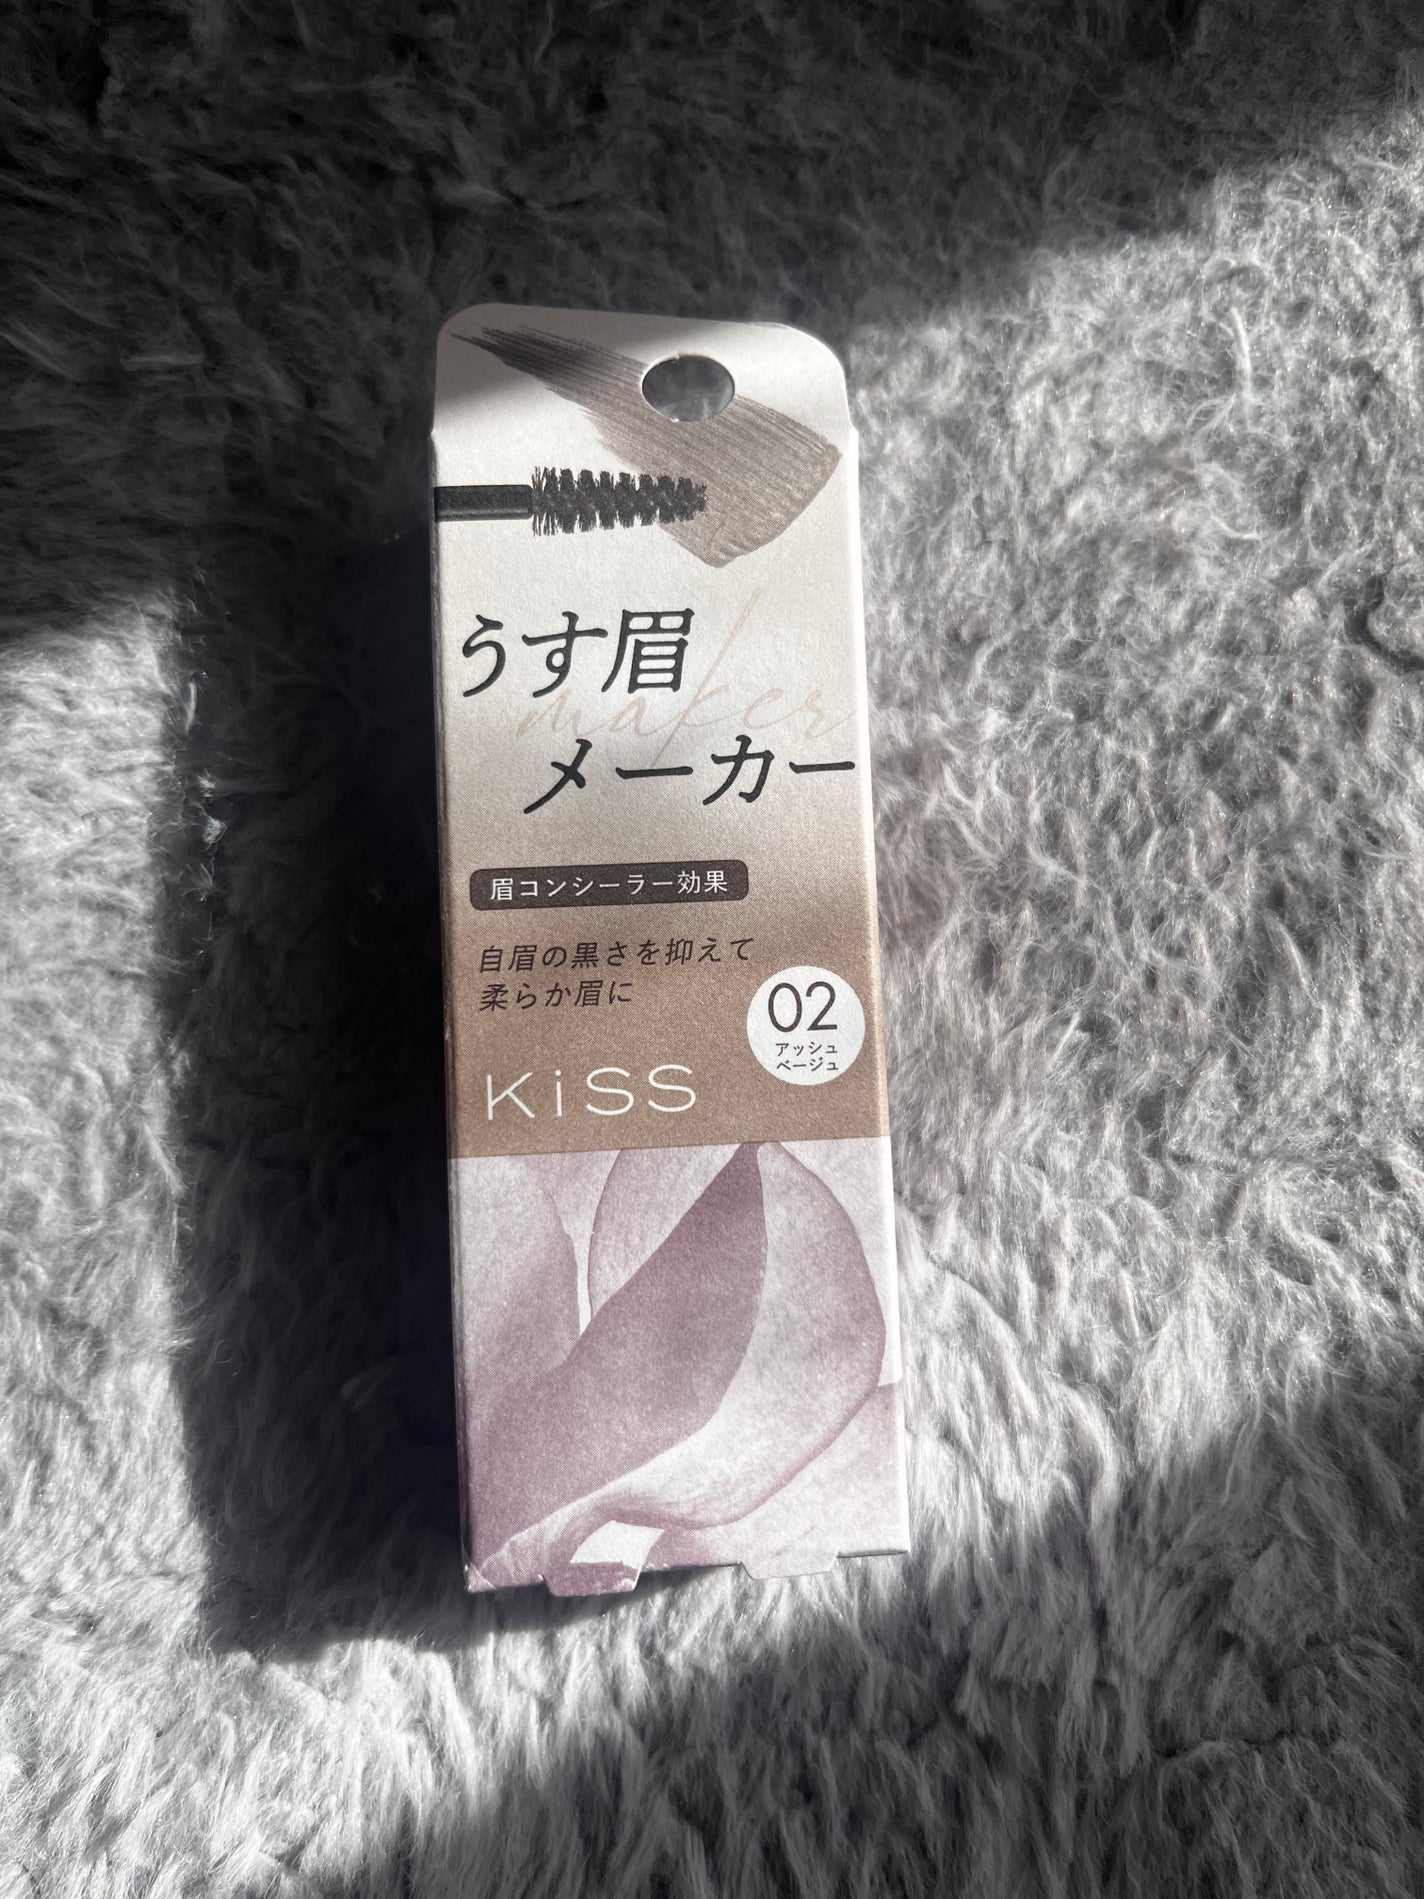 うす眉
maker
メーカー
眉コンシーラー効果
自眉の黒さを抑えて
柔らか眉に
02
アッシュ
ベージュ
KiSS